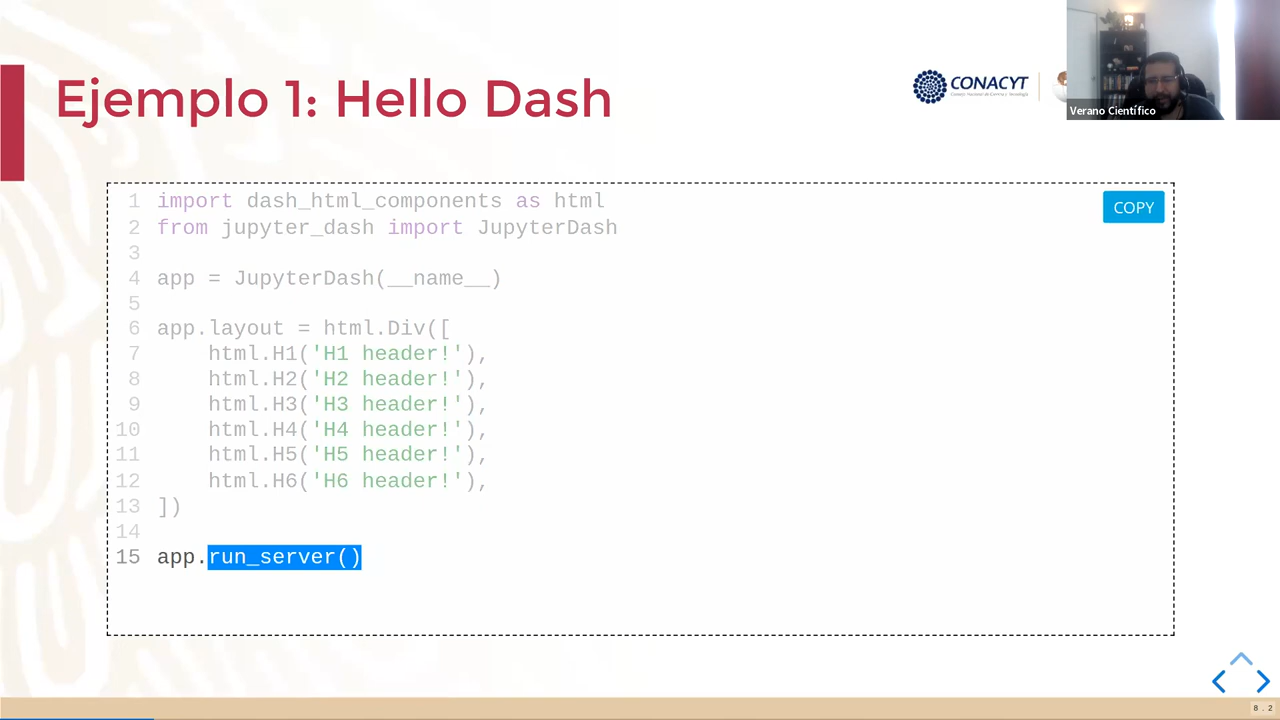 Ejemplo 1: Hello Dash
CONACYT
Verano Científico
COPY
1 import dash_html_components as html
2 from jupyter_dash import JupyterDash
3
4 app = JupyterDash(__name__)
5
6 app.layout = html.Div([
7     html.H1('H1 header!'),
8     html.H2('H2 header!'),
9     html.H3('H3 header!'),
10     html.H4('H4 header!'),
11     html.H5('H5 header!'),
12     html.H6('H6 header!'),
13 ])
14
15 app.run_server()
8.2